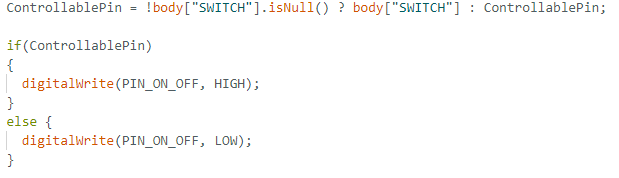 ControllablePin = !body["SWITCH"].isNull() ? body["SWITCH"] : ControllablePin;
if(ControllablePin)
{
digitalWrite(PIN_ON_OFF, HIGH);
}
else {
digitalWrite(PIN_ON_OFF, LOW);
}